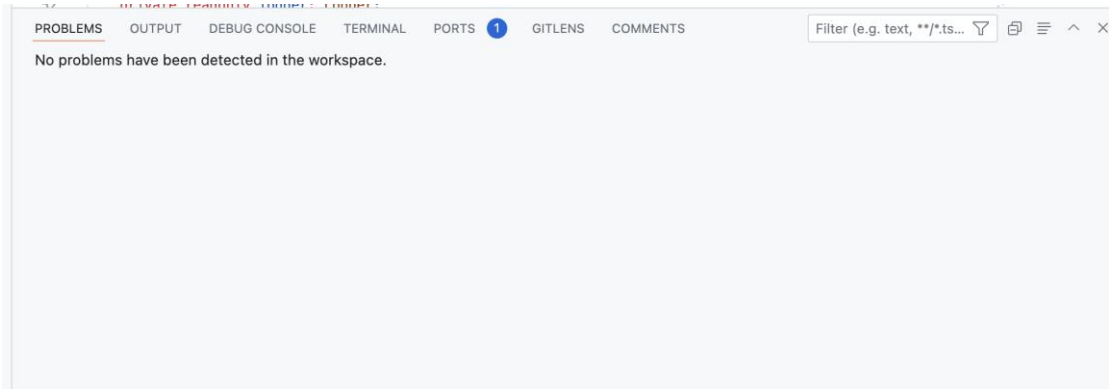 PROBLEMS OUTPUT DEBUG CONSOLE TERMINAL PORTS 1 GITLENS COMMENTS Filter (e.g. text, **/*.ts...
No problems have been detected in the workspace.